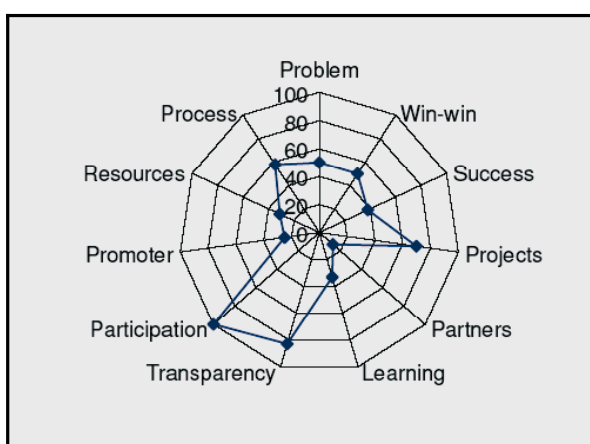 Problem
100
Process
Win-win
80
60
Resources
Success
40
20
0
Promoter
Projects
Participation
Partners
Transparency
Learning